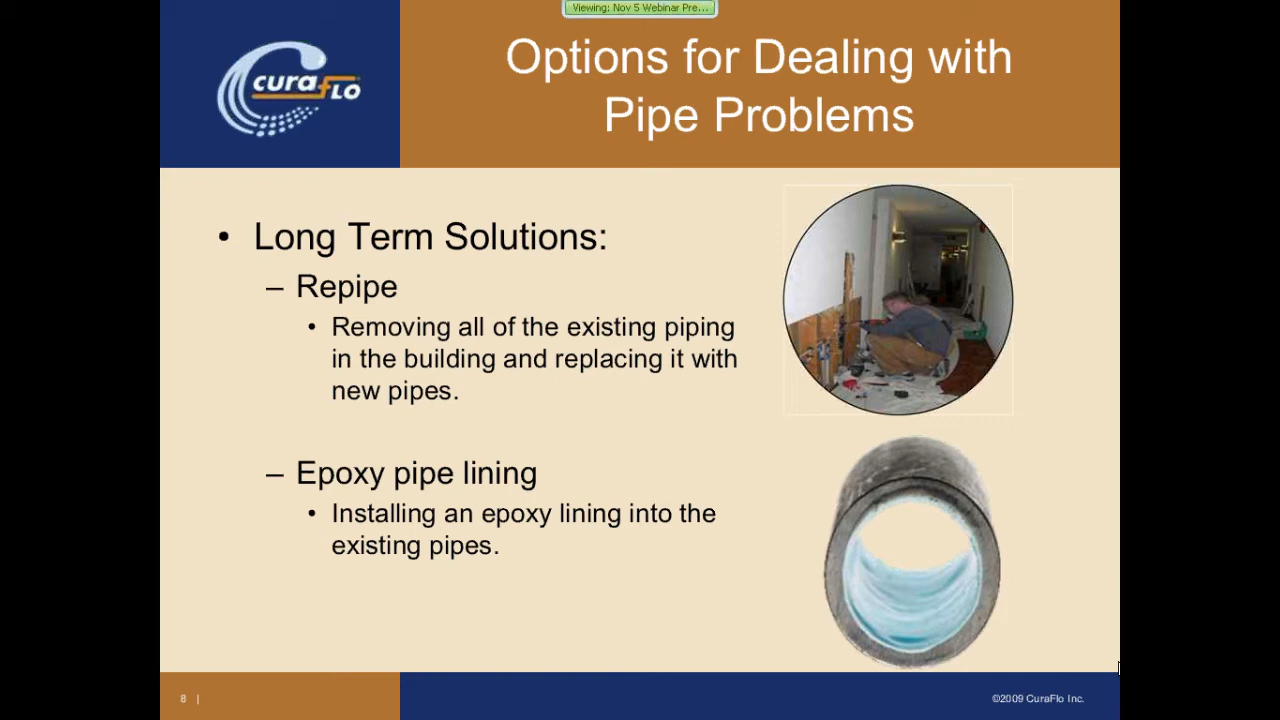 Viewing: Nov 5 Webinar Pre...
curaFLO
Options for Dealing with
Pipe Problems
• Long Term Solutions:
– Repipe
• Removing all of the existing piping
in the building and replacing it with
new pipes.
– Epoxy pipe lining
• Installing an epoxy lining into the
existing pipes.
8 |
©2009 CuraFlo Inc.